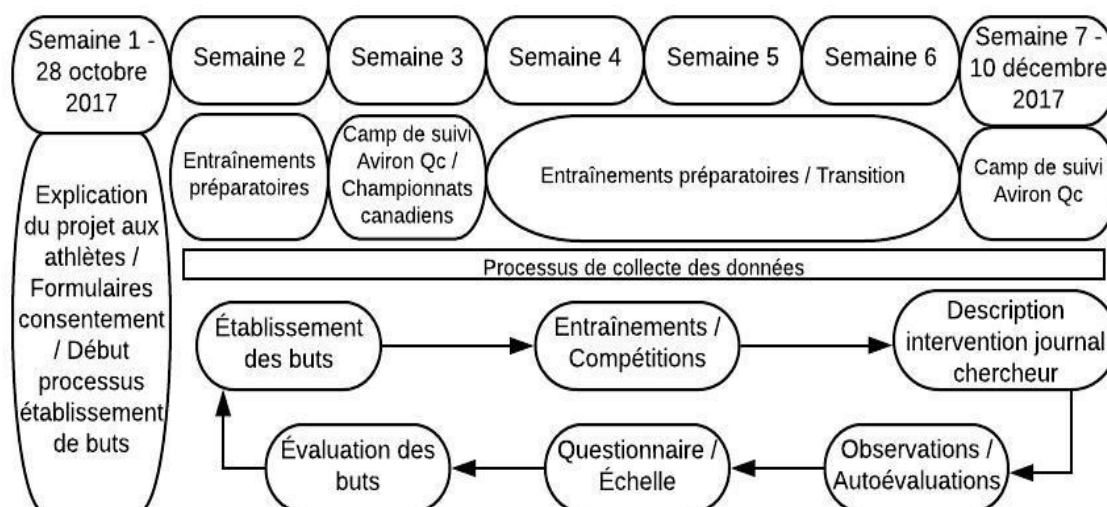 Semaine 1 -
28 octobre
2017
Semaine 2
Semaine 3
Semaine 4
Semaine 5
Semaine 6
Semaine 7 -
10 décembre
2017
Explication
du projet aux
athlètes /
Formulaires
consentement
/ Début
processus
établissement
de buts
Entraînements
préparatoires
Camp de suivi
Aviron Qc /
Championnats
canadiens
Entraînements préparatoires / Transition
Camp de suivi
Aviron Qc
Processus de collecte des données
Établissement
des buts
Entraînements /
Compétitions
Description
intervention journal
chercheur
Évaluation des
buts
Questionnaire /
Échelle
Observations /
Autoévaluations